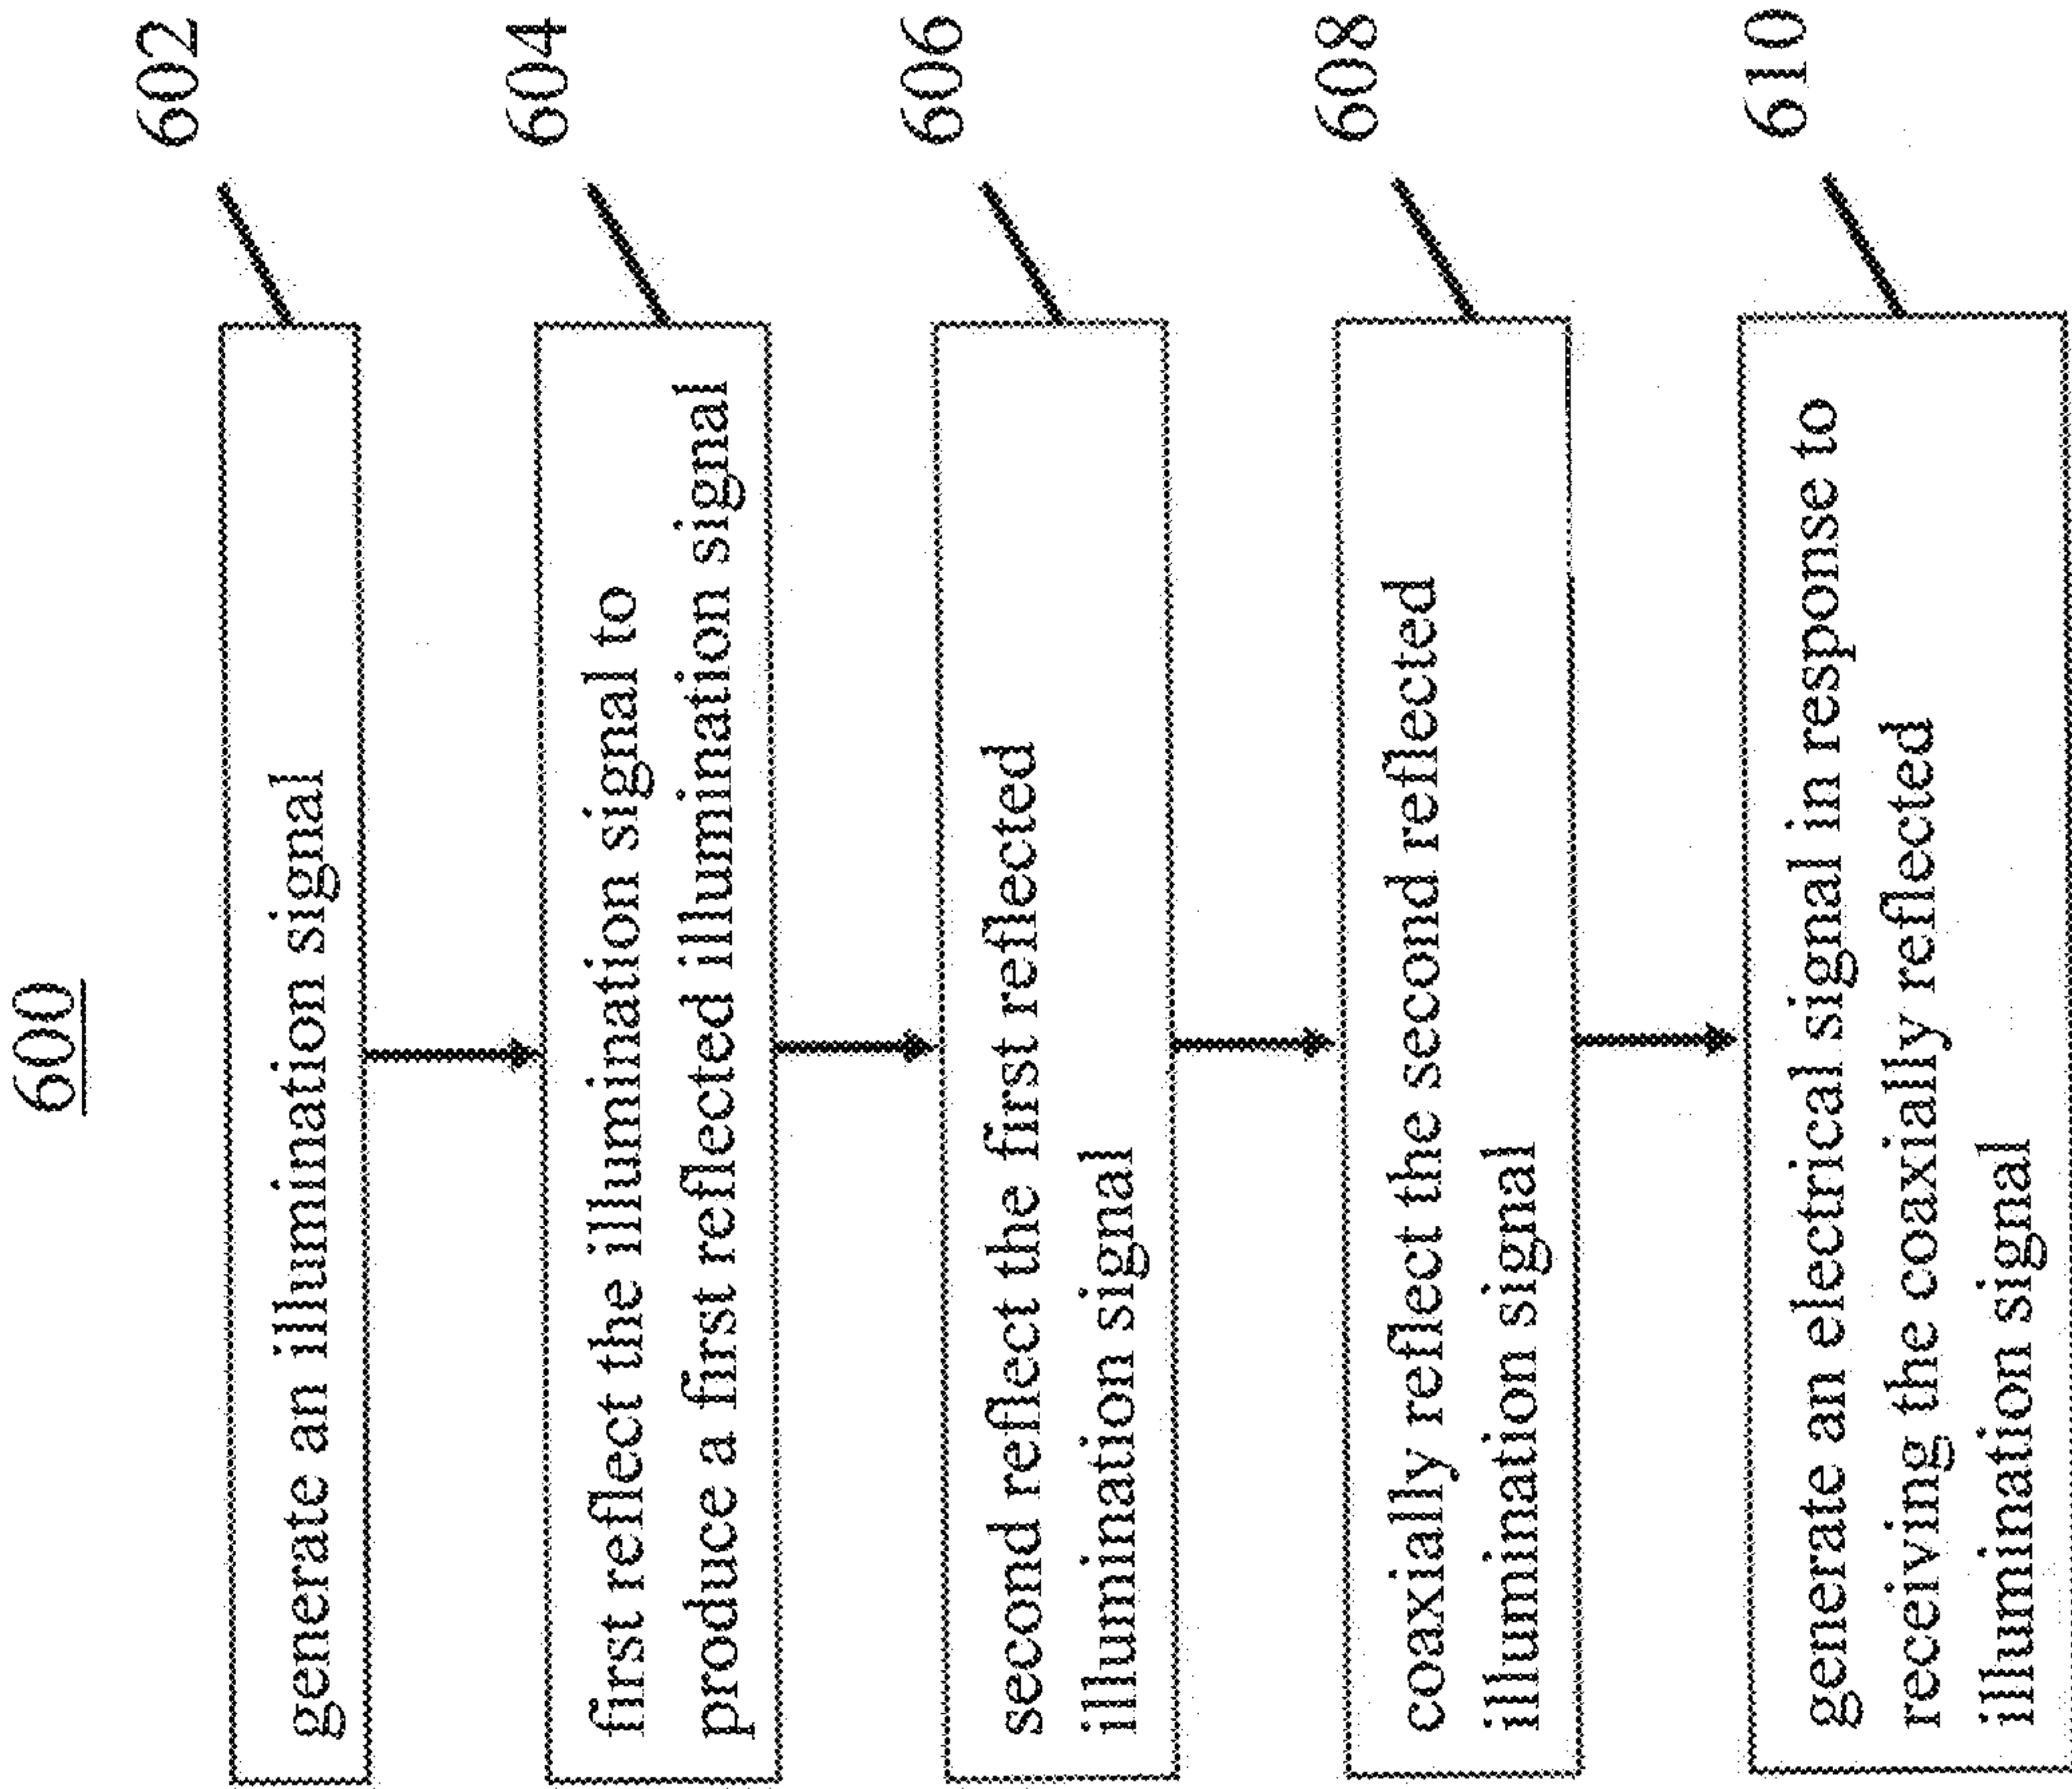 600
generate an illumination signal
602
first reflect the illumination signal to
produce a first reflected illumination signal
604
second reflect the first reflected
illumination signal
606
coaxially reflect the second reflected
illumination signal
608
generate an electrical signal in response to
receiving the coaxially reflected
illumination signal
610